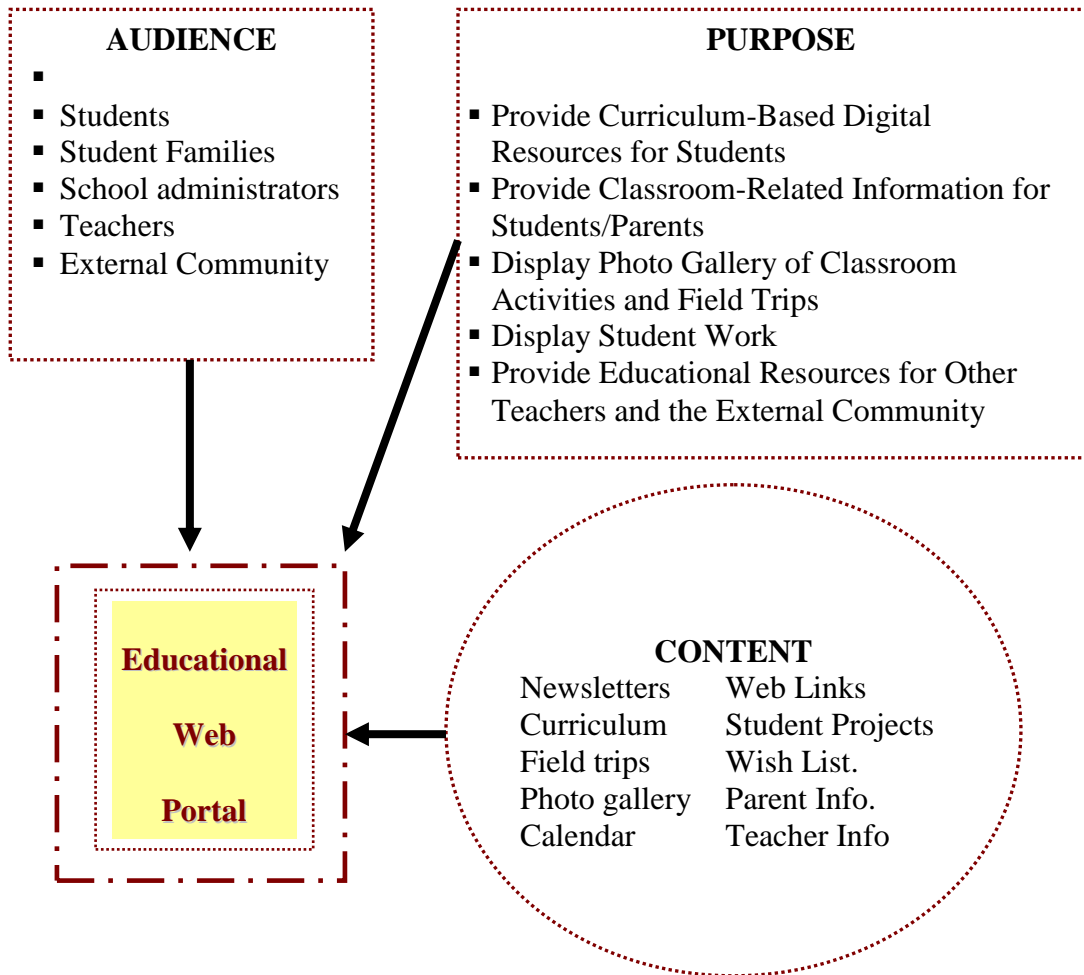 AUDIENCE
▪
▪ Students
▪ Student Families
▪ School administrators
▪ Teachers
▪ External Community
PURPOSE
▪ Provide Curriculum-Based Digital
Resources for Students
▪ Provide Classroom-Related Information for
Students/Parents
▪ Display Photo Gallery of Classroom
Activities and Field Trips
▪ Display Student Work
▪ Provide Educational Resources for Other
Teachers and the External Community
Educational
Web
Portal
CONTENT
Newsletters Web Links
Curriculum Student Projects
Field trips Wish List.
Photo gallery Parent Info.
Calendar Teacher Info